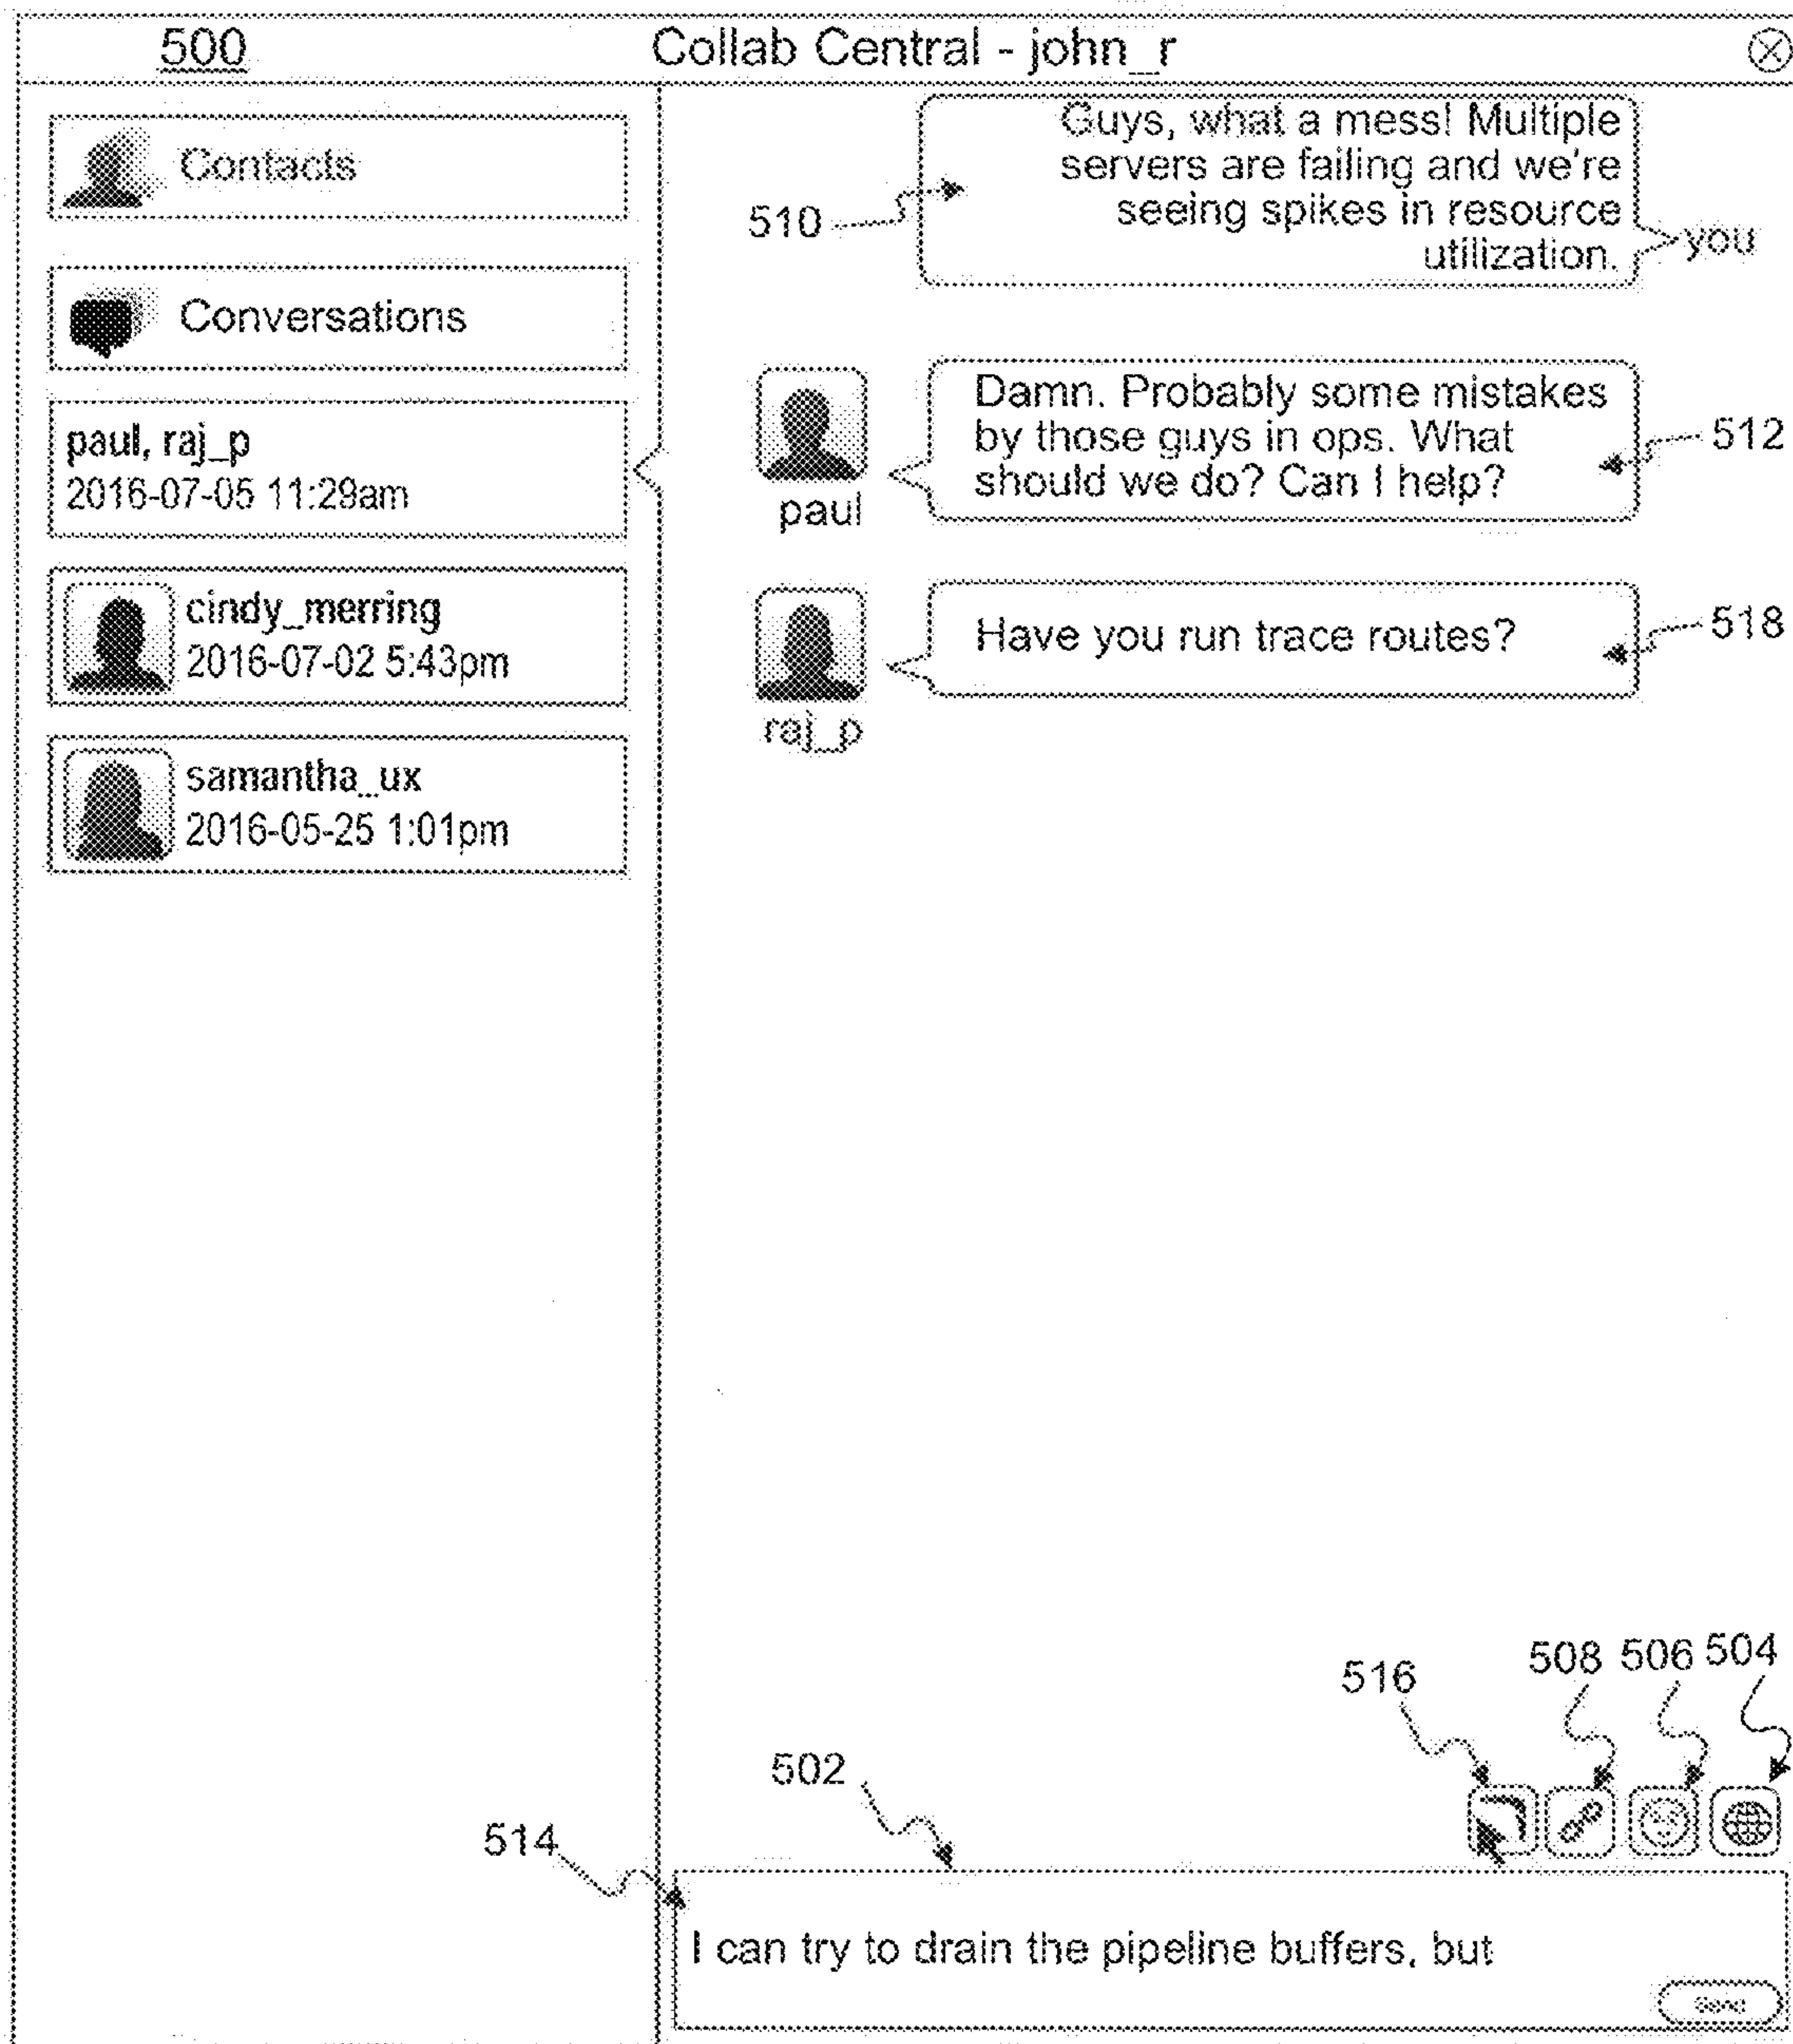 500
Collab Central - john_r
Contacts
Conversations
paul, raj_p
2016-07-05 11:29am
cindy_merring
2016-07-02 5:43pm
samantha_ux
2016-05-25 1:01pm
Guys, what a mess! Multiple
servers are failing and we're
seeing spikes in resource
utilization.
you
510
Damn. Probably some mistakes
by those guys in ops. What
should we do? Can I help?
paul
512
Have you run trace routes?
raj_p
518
516
508
506
504
502
514
I can try to drain the pipeline buffers, but
Send